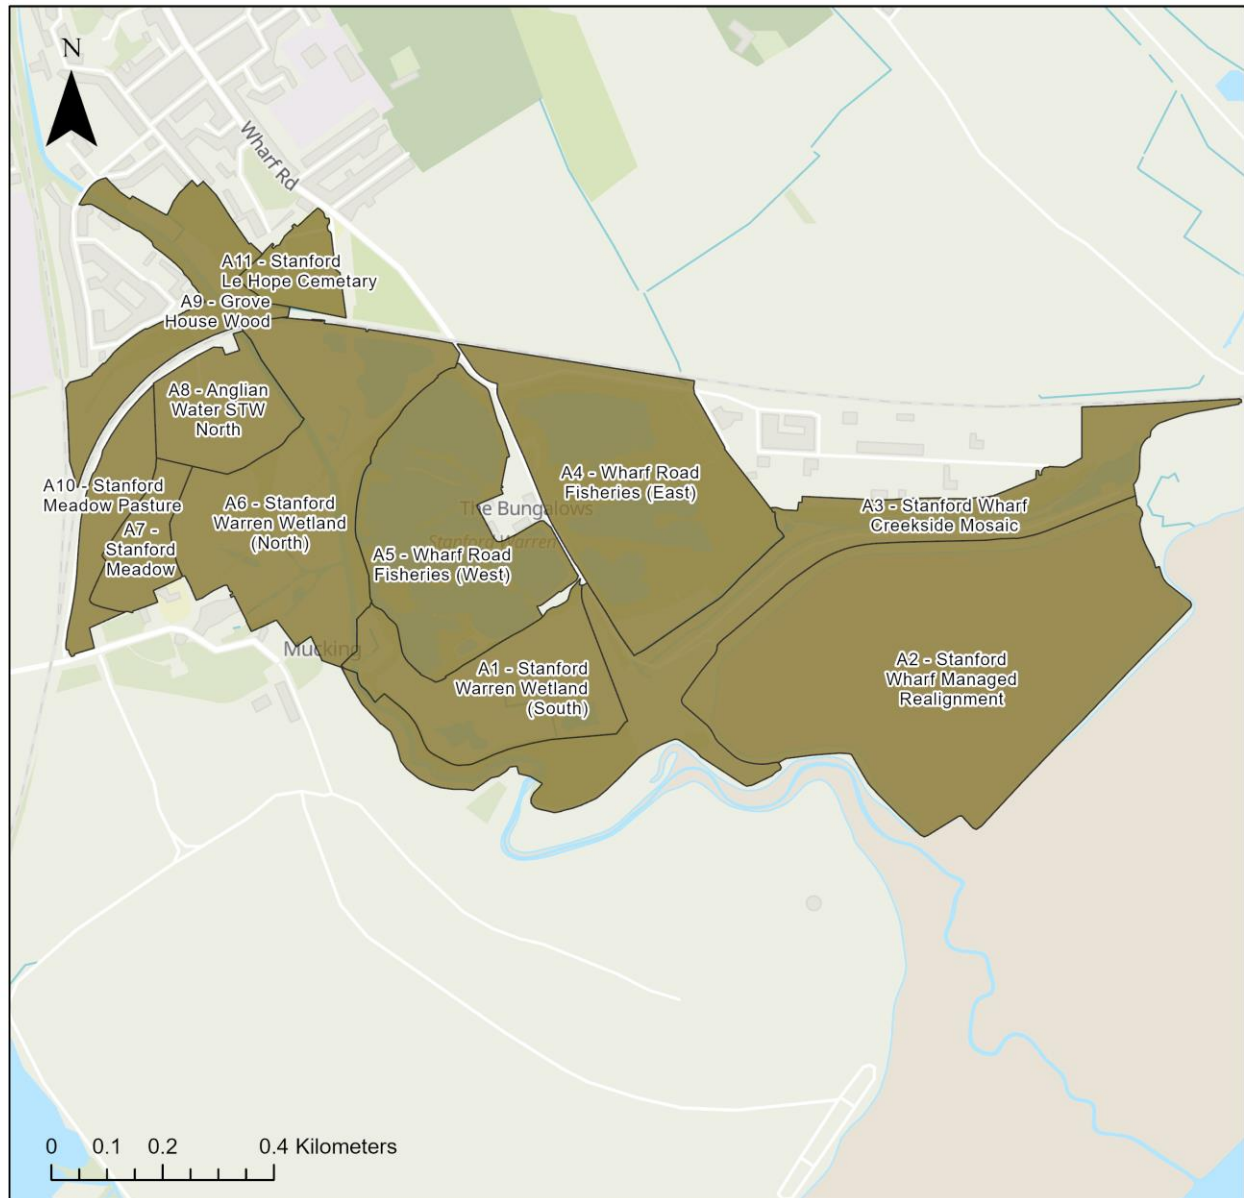 N
Wharf Rd
A11 - Stanford
Le Hope Cemetary
A9 - Grove
House Wood
A8 - Anglian
Water STW
North
A10 - Stanford
Meadow Pasture
A7 -
Stanford
Meadow
A6 - Stanford
Warren Wetland
(North)
A4 - Wharf Road
Fisheries (East)
The Bungalows
Stanford Warren
A5 - Wharf Road
Fisheries (West)
A3 - Stanford Wharf
Creekside Mosaic
Mucking
A1 - Stanford
Warren Wetland
(South)
A2 - Stanford
Wharf Managed
Realignment
0 0.1 0.2 0.4 Kilometers